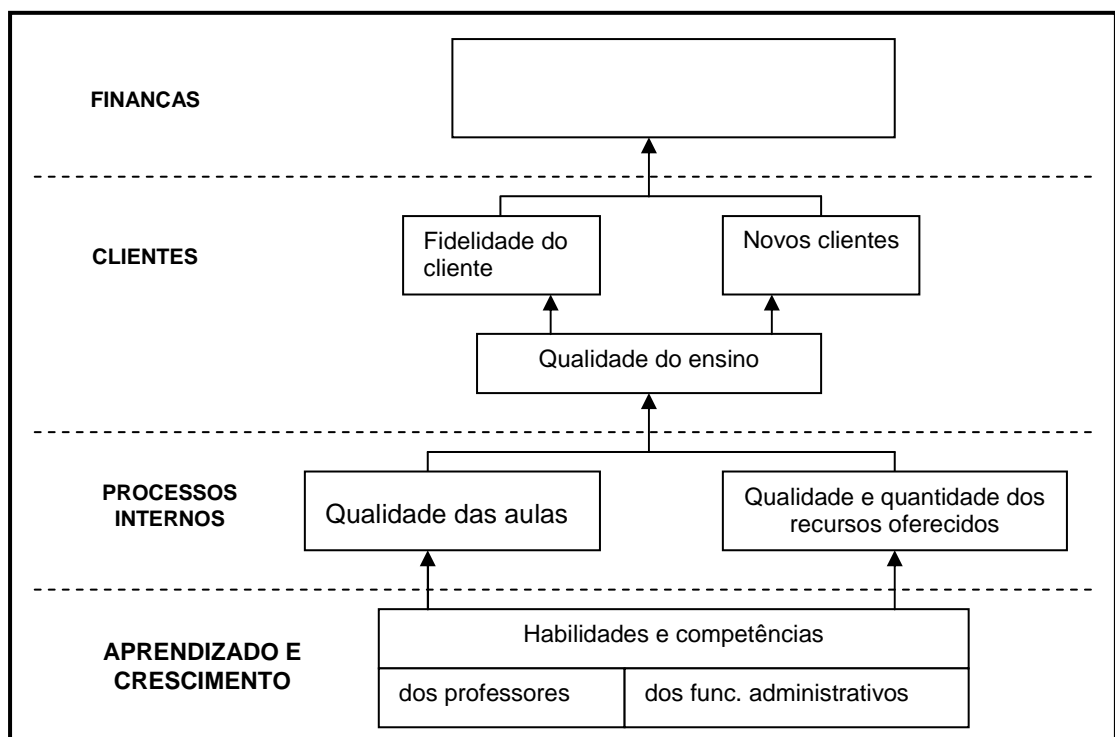 FINANCAS
CLIENTES
Fidelidade do
cliente
Novos clientes
Qualidade do ensino
PROCESSOS
INTERNOS
Qualidade das aulas
Qualidade e quantidade dos
recursos oferecidos
APRENDIZADO E
CRESCIMENTO
Habilidades e competências
dos professores
dos func. administrativos